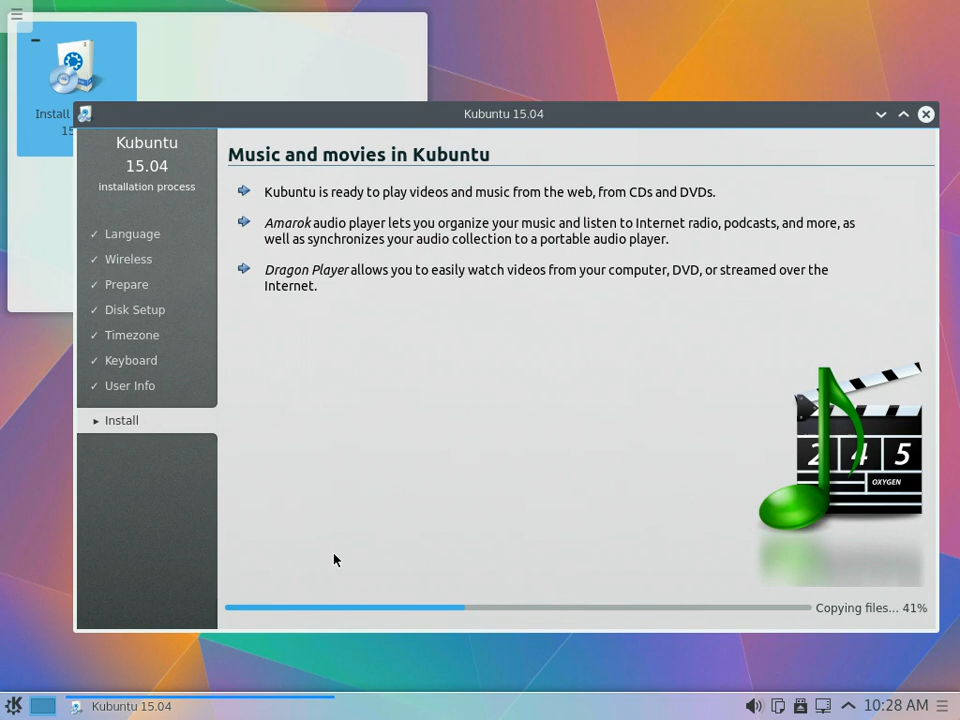 Install
15
Kubuntu 15.04
Kubuntu
15.04
installation process
✓ Language
✓ Wireless
✓ Prepare
✓ Disk Setup
✓ Timezone
✓ Keyboard
✓ User Info
▸ Install
Music and movies in Kubuntu
Kubuntu is ready to play videos and music from the web, from CDs and DVDs.
Amarok audio player lets you organize your music and listen to Internet radio, podcasts, and more, as
well as synchronizes your audio collection to a portable audio player.
Dragon Player allows you to easily watch videos from your computer, DVD, or streamed over the
Internet.
2 4 5
OXYGEN
Copying files... 41%
Kubuntu 15.04
10:28 AM